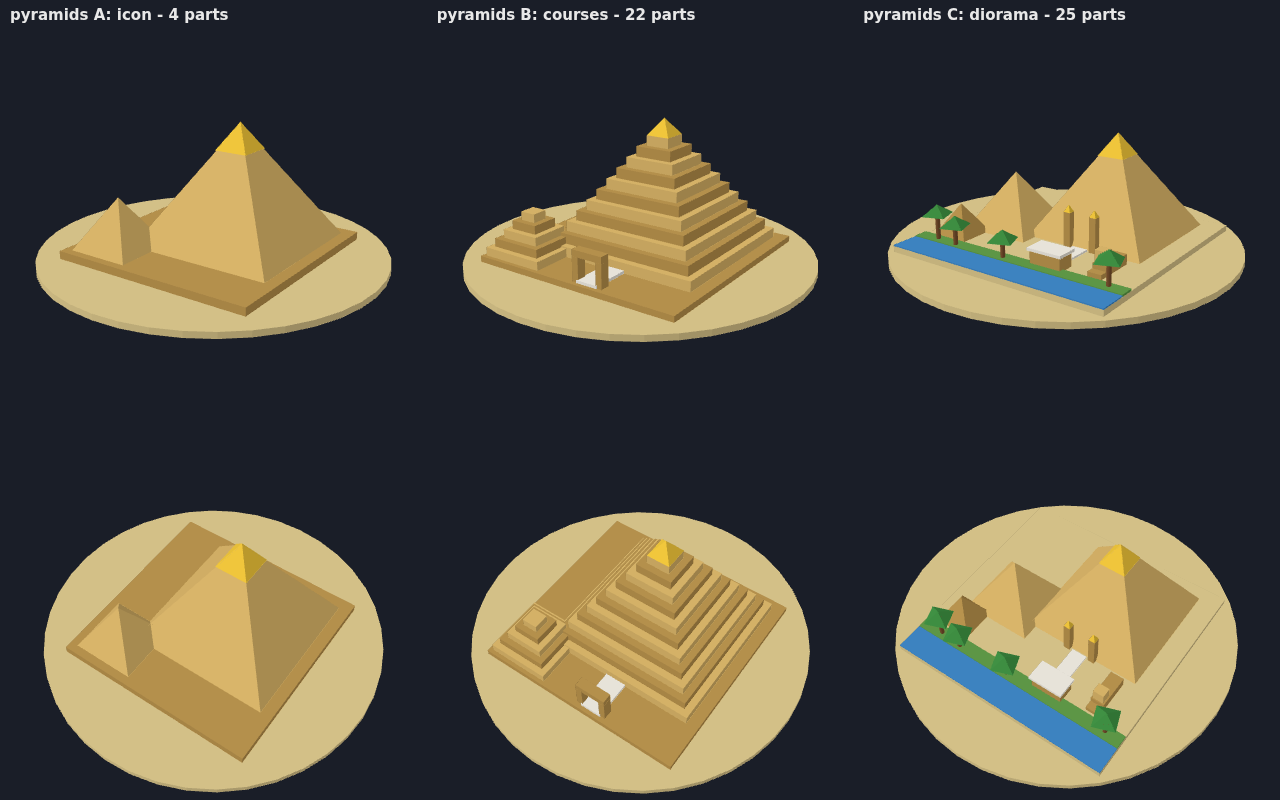 pyramids A: icon - 4 parts
pyramids B: courses - 22 parts
pyramids C: diorama - 25 parts